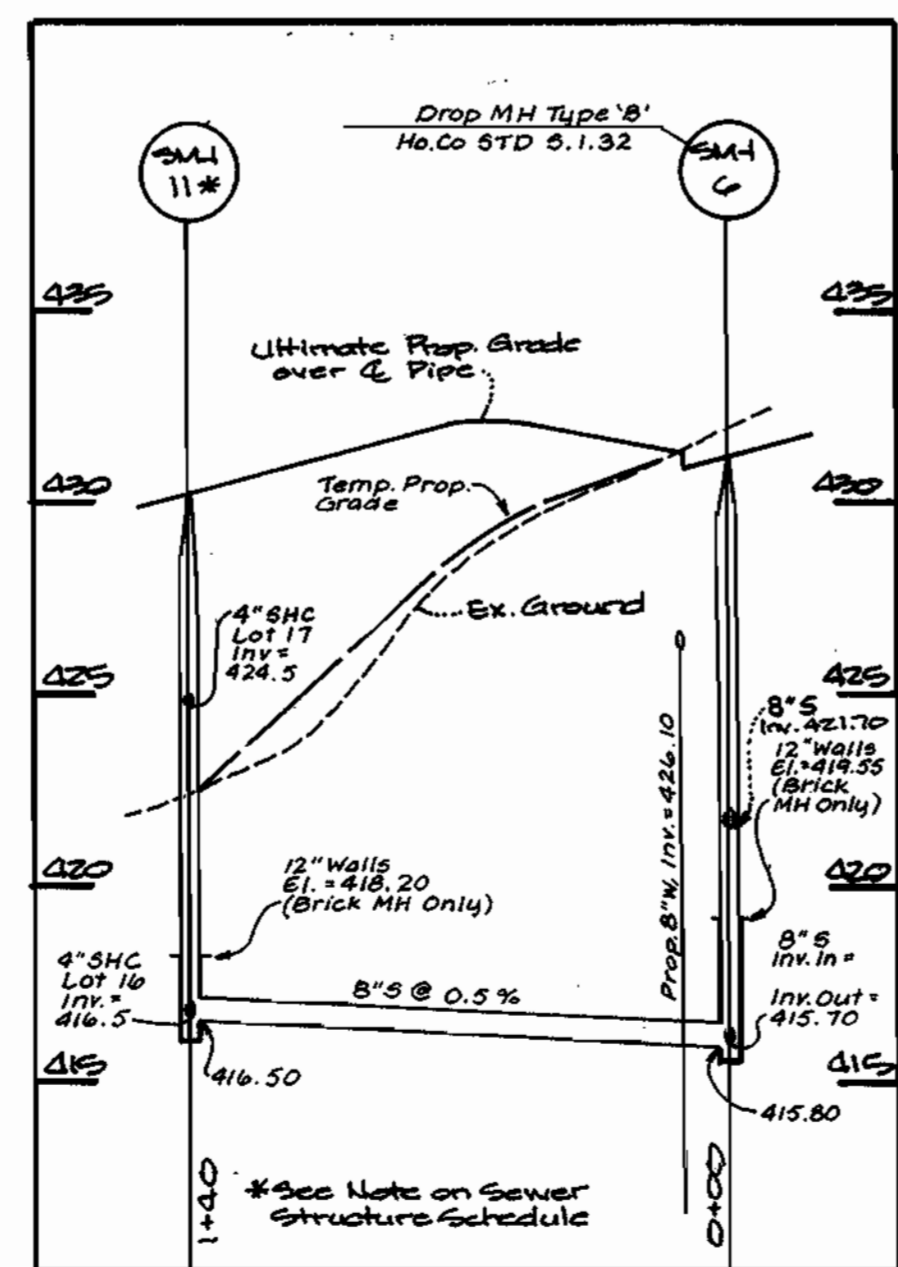 Drop MH Type 'B'
Ho.Co STD S.1.32
SMH
11*
SMH
6
435
435
Ultimate Prop. Grade
over ℄ Pipe
430
430
Temp. Prop.
Grade
4" SHC
Lot 17
Inv =
424.5
Ex. Ground
425
425
8"S
Inv. 421.70
12" Walls
El. = 419.55
(Brick
MH Only)
Prop. 8"W, Inv. = 426.10
420
420
12" Walls
El. = 418.20
(Brick MH Only)
4" SHC
Lot 16
Inv. =
416.5
8"S @ 0.5%
8"S
Inv. In =
Inv. Out =
415.70
415
415
416.50
415.80
1+40
0+00
*See Note on Sewer
Structure Schedule